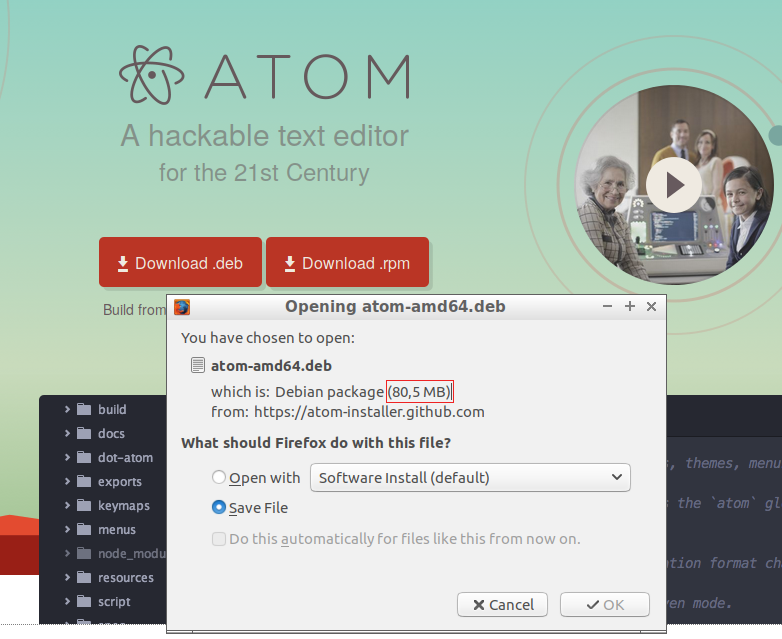 ATOM
A hackable text editor
for the 21st Century
Download .deb
Download .rpm
Build from
Opening atom-amd64.deb
You have chosen to open:
atom-amd64.deb
which is: Debian package (80,5 MB)
from: https://atom-installer.github.com
What should Firefox do with this file?
Open with Software Install (default)
Save File
Do this automatically for files like this from now on.
Cancel OK
build
docs
dot-atom
exports
keymaps
menus
node_modu
resources
script
, themes, menu
the `atom` gl
tion format ch
en mode.